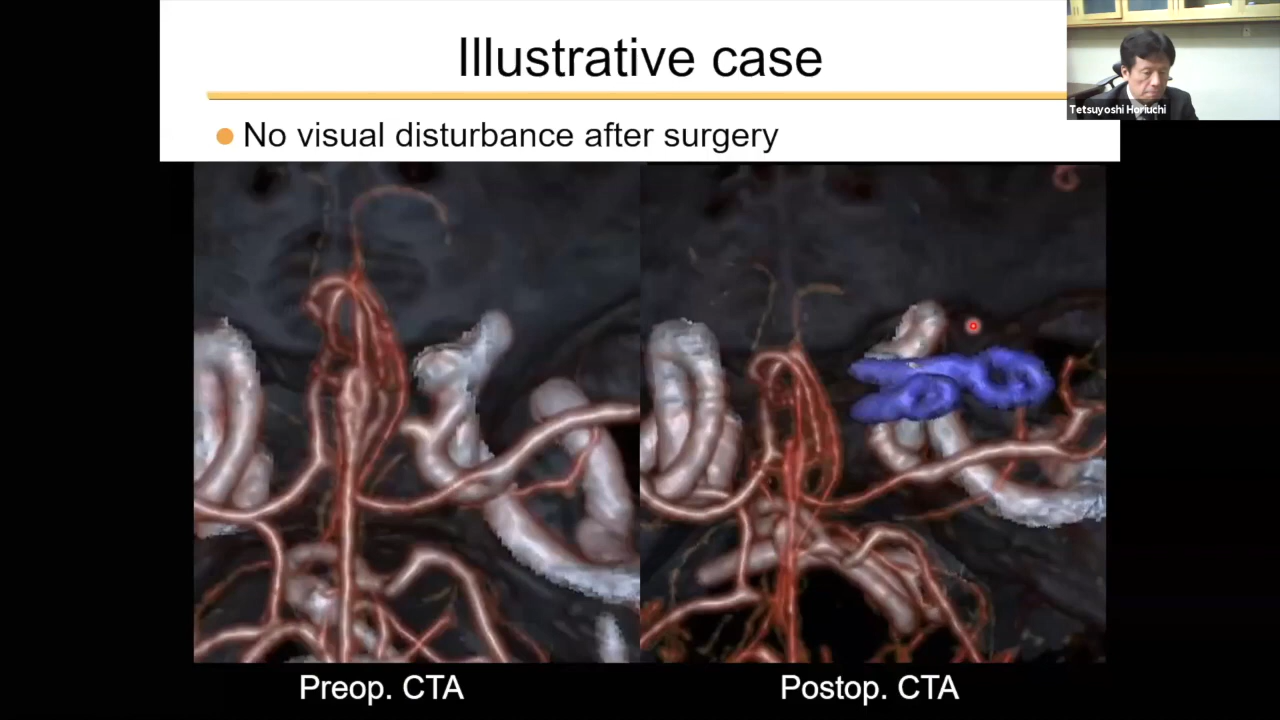 Illustrative case
Tetsuyoshi Horiuchi
No visual disturbance after surgery
Preop. CTA
Postop. CTA